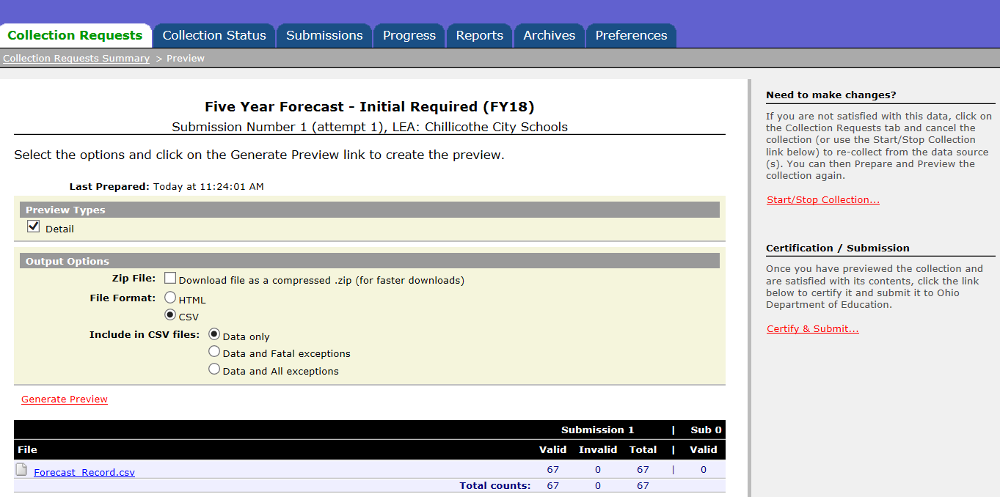 Collection Requests Collection Status Submissions Progress Reports Archives Preferences
Collection Requests Summary > Preview
Five Year Forecast - Initial Required (FY18)
Submission Number 1 (attempt 1), LEA: Chillicothe City Schools
Select the options and click on the Generate Preview link to create the preview.
Last Prepared: Today at 11:24:01 AM
Preview Types
Detail
Output Options
Zip File: Download file as a compressed .zip (for faster downloads)
File Format: HTML
CSV
Include in CSV files: Data only
Data and Fatal exceptions
Data and All exceptions
Generate Preview
Submission 1 | Sub 0
File Valid Invalid Total | Valid
Forecast_Record.csv 67 0 67 | 0
Total counts: 67 0 67
Need to make changes?
If you are not satisfied with this data, click on
the Collection Requests tab and cancel the
collection (or use the Start/Stop Collection
link below) to re-collect from the data source
(s). You can then Prepare and Preview the
collection again.
Start/Stop Collection...
Certification / Submission
Once you have previewed the collection and
are satisfied with its contents, click the link
below to certify it and submit it to Ohio
Department of Education.
Certify & Submit...